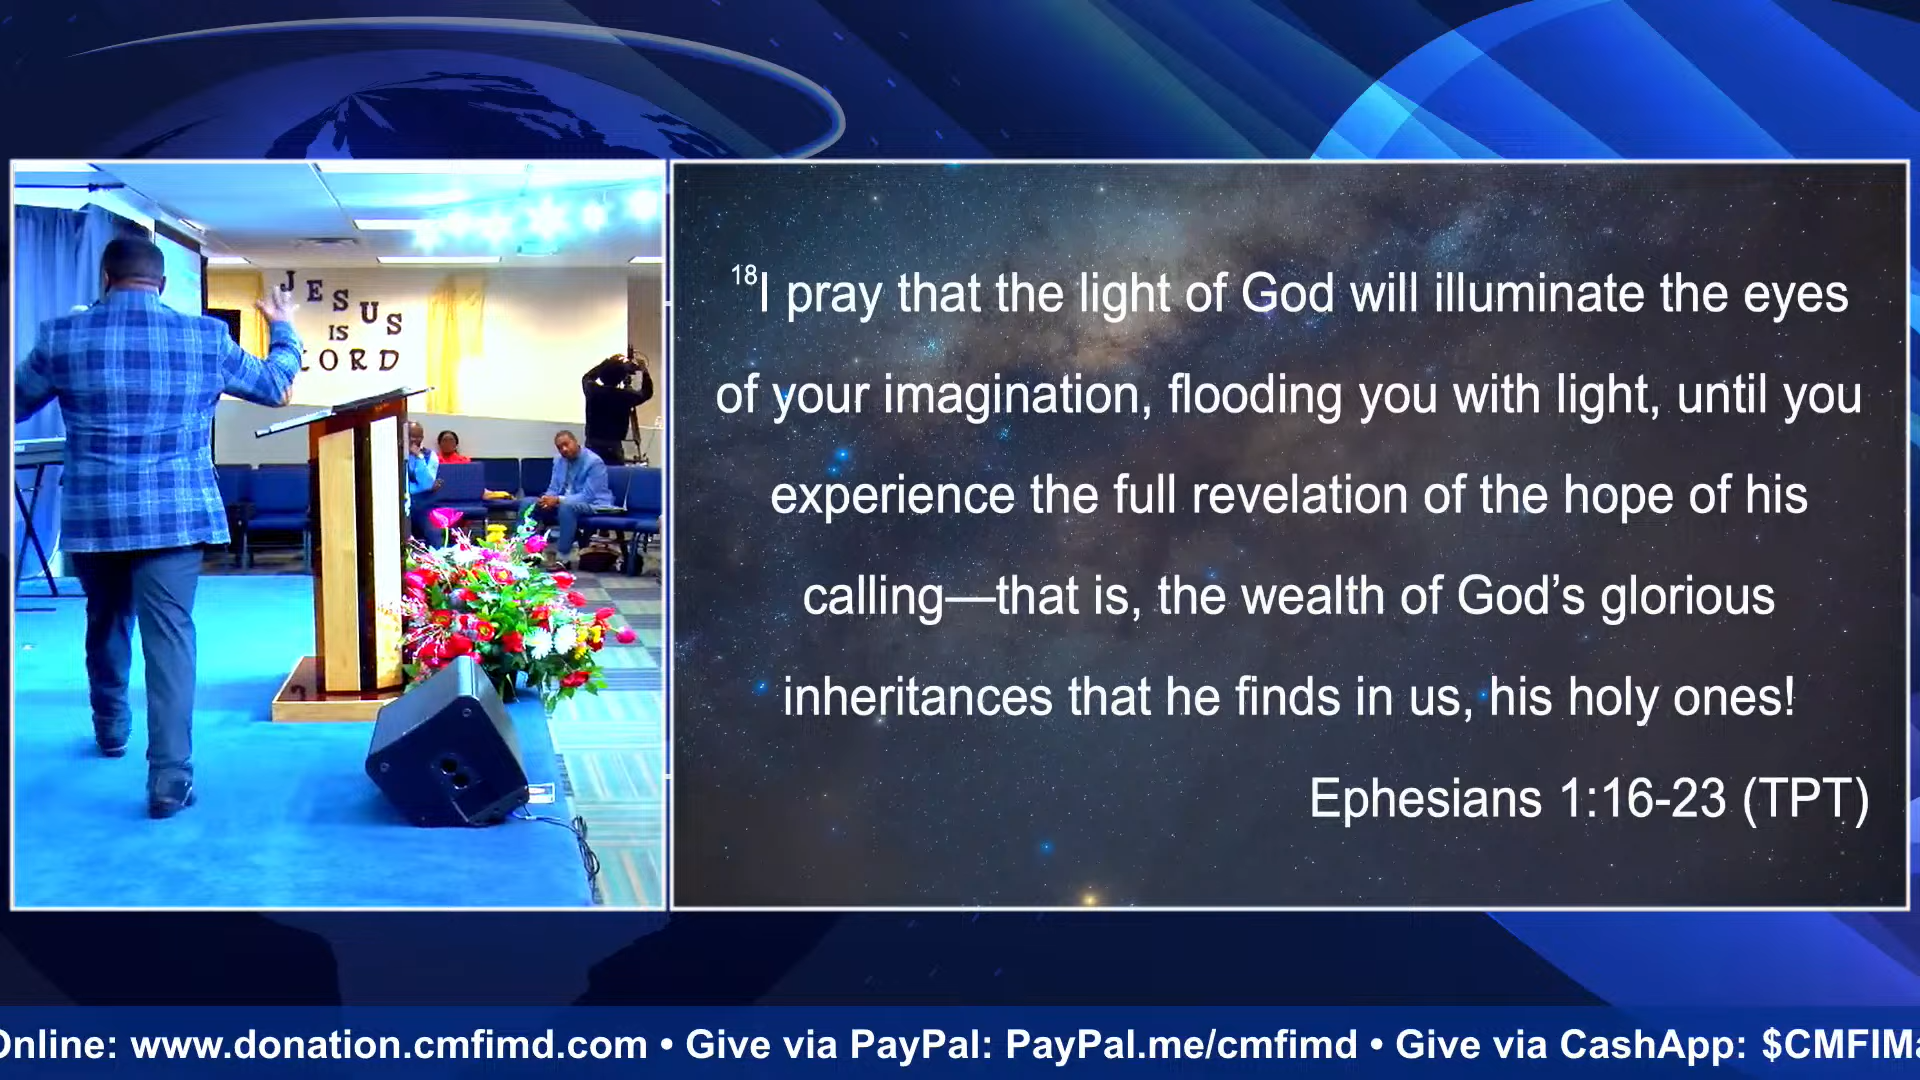 JESUS
IS
LORD
18I pray that the light of God will illuminate the eyes
of your imagination, flooding you with light, until you
experience the full revelation of the hope of his
calling—that is, the wealth of God’s glorious
inheritances that he finds in us, his holy ones!
Ephesians 1:16-23 (TPT)
Online: www.donation.cmfimd.com • Give via PayPal: PayPal.me/cmfimd • Give via CashApp: $CMFIMa